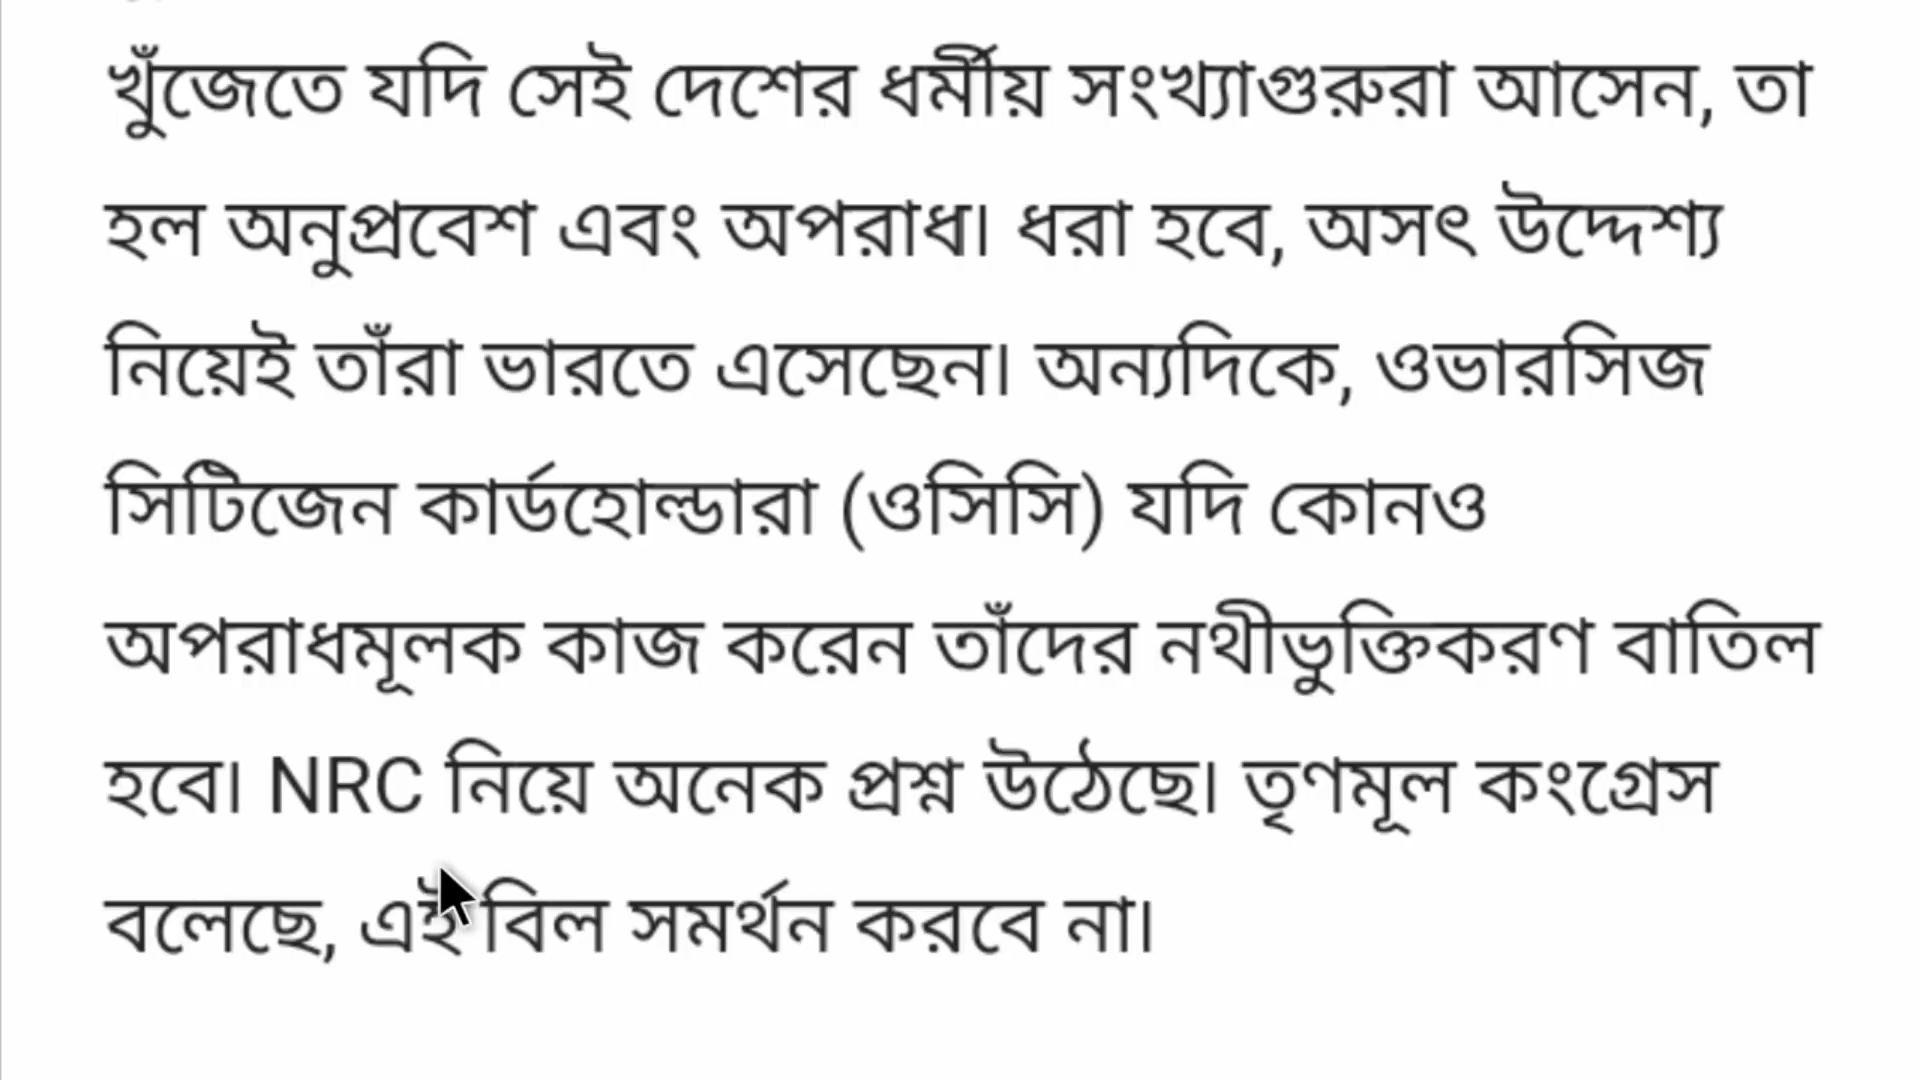 খুঁজেতে যদি সেই দেশের ধর্মীয় সংখ্যাগুরুরা আসেন, তা
হল অনুপ্রবেশ এবং অপরাধ। ধরা হবে, অসৎ উদ্দেশ্য
নিয়েই তাঁরা ভারতে এসেছেন। অন্যদিকে, ওভারসিজ
সিটিজেন কার্ডহোল্ডারা (ওসিসি) যদি কোনও
অপরাধমূলক কাজ করেন তাঁদের নথীভুক্তিকরণ বাতিল
হবে। NRC নিয়ে অনেক প্রশ্ন উঠেছে। তৃণমূল কংগ্রেস
বলেছে, এই বিল সমর্থন করবে না।